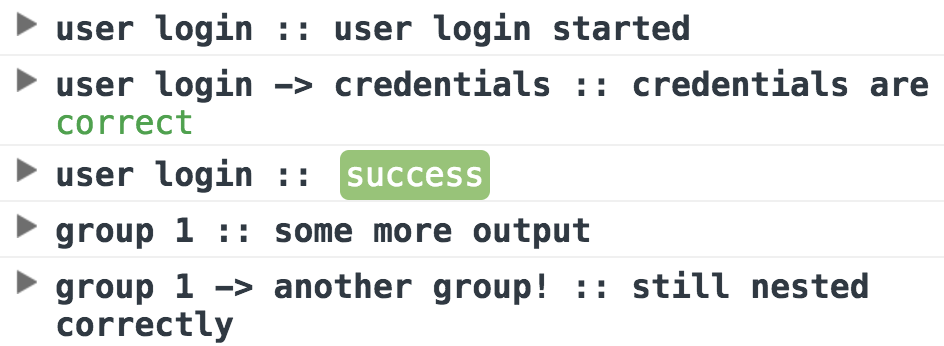 user login :: user login started
user login -> credentials :: credentials are
correct
user login :: success
group 1 :: some more output
group 1 -> another group! :: still nested
correctly